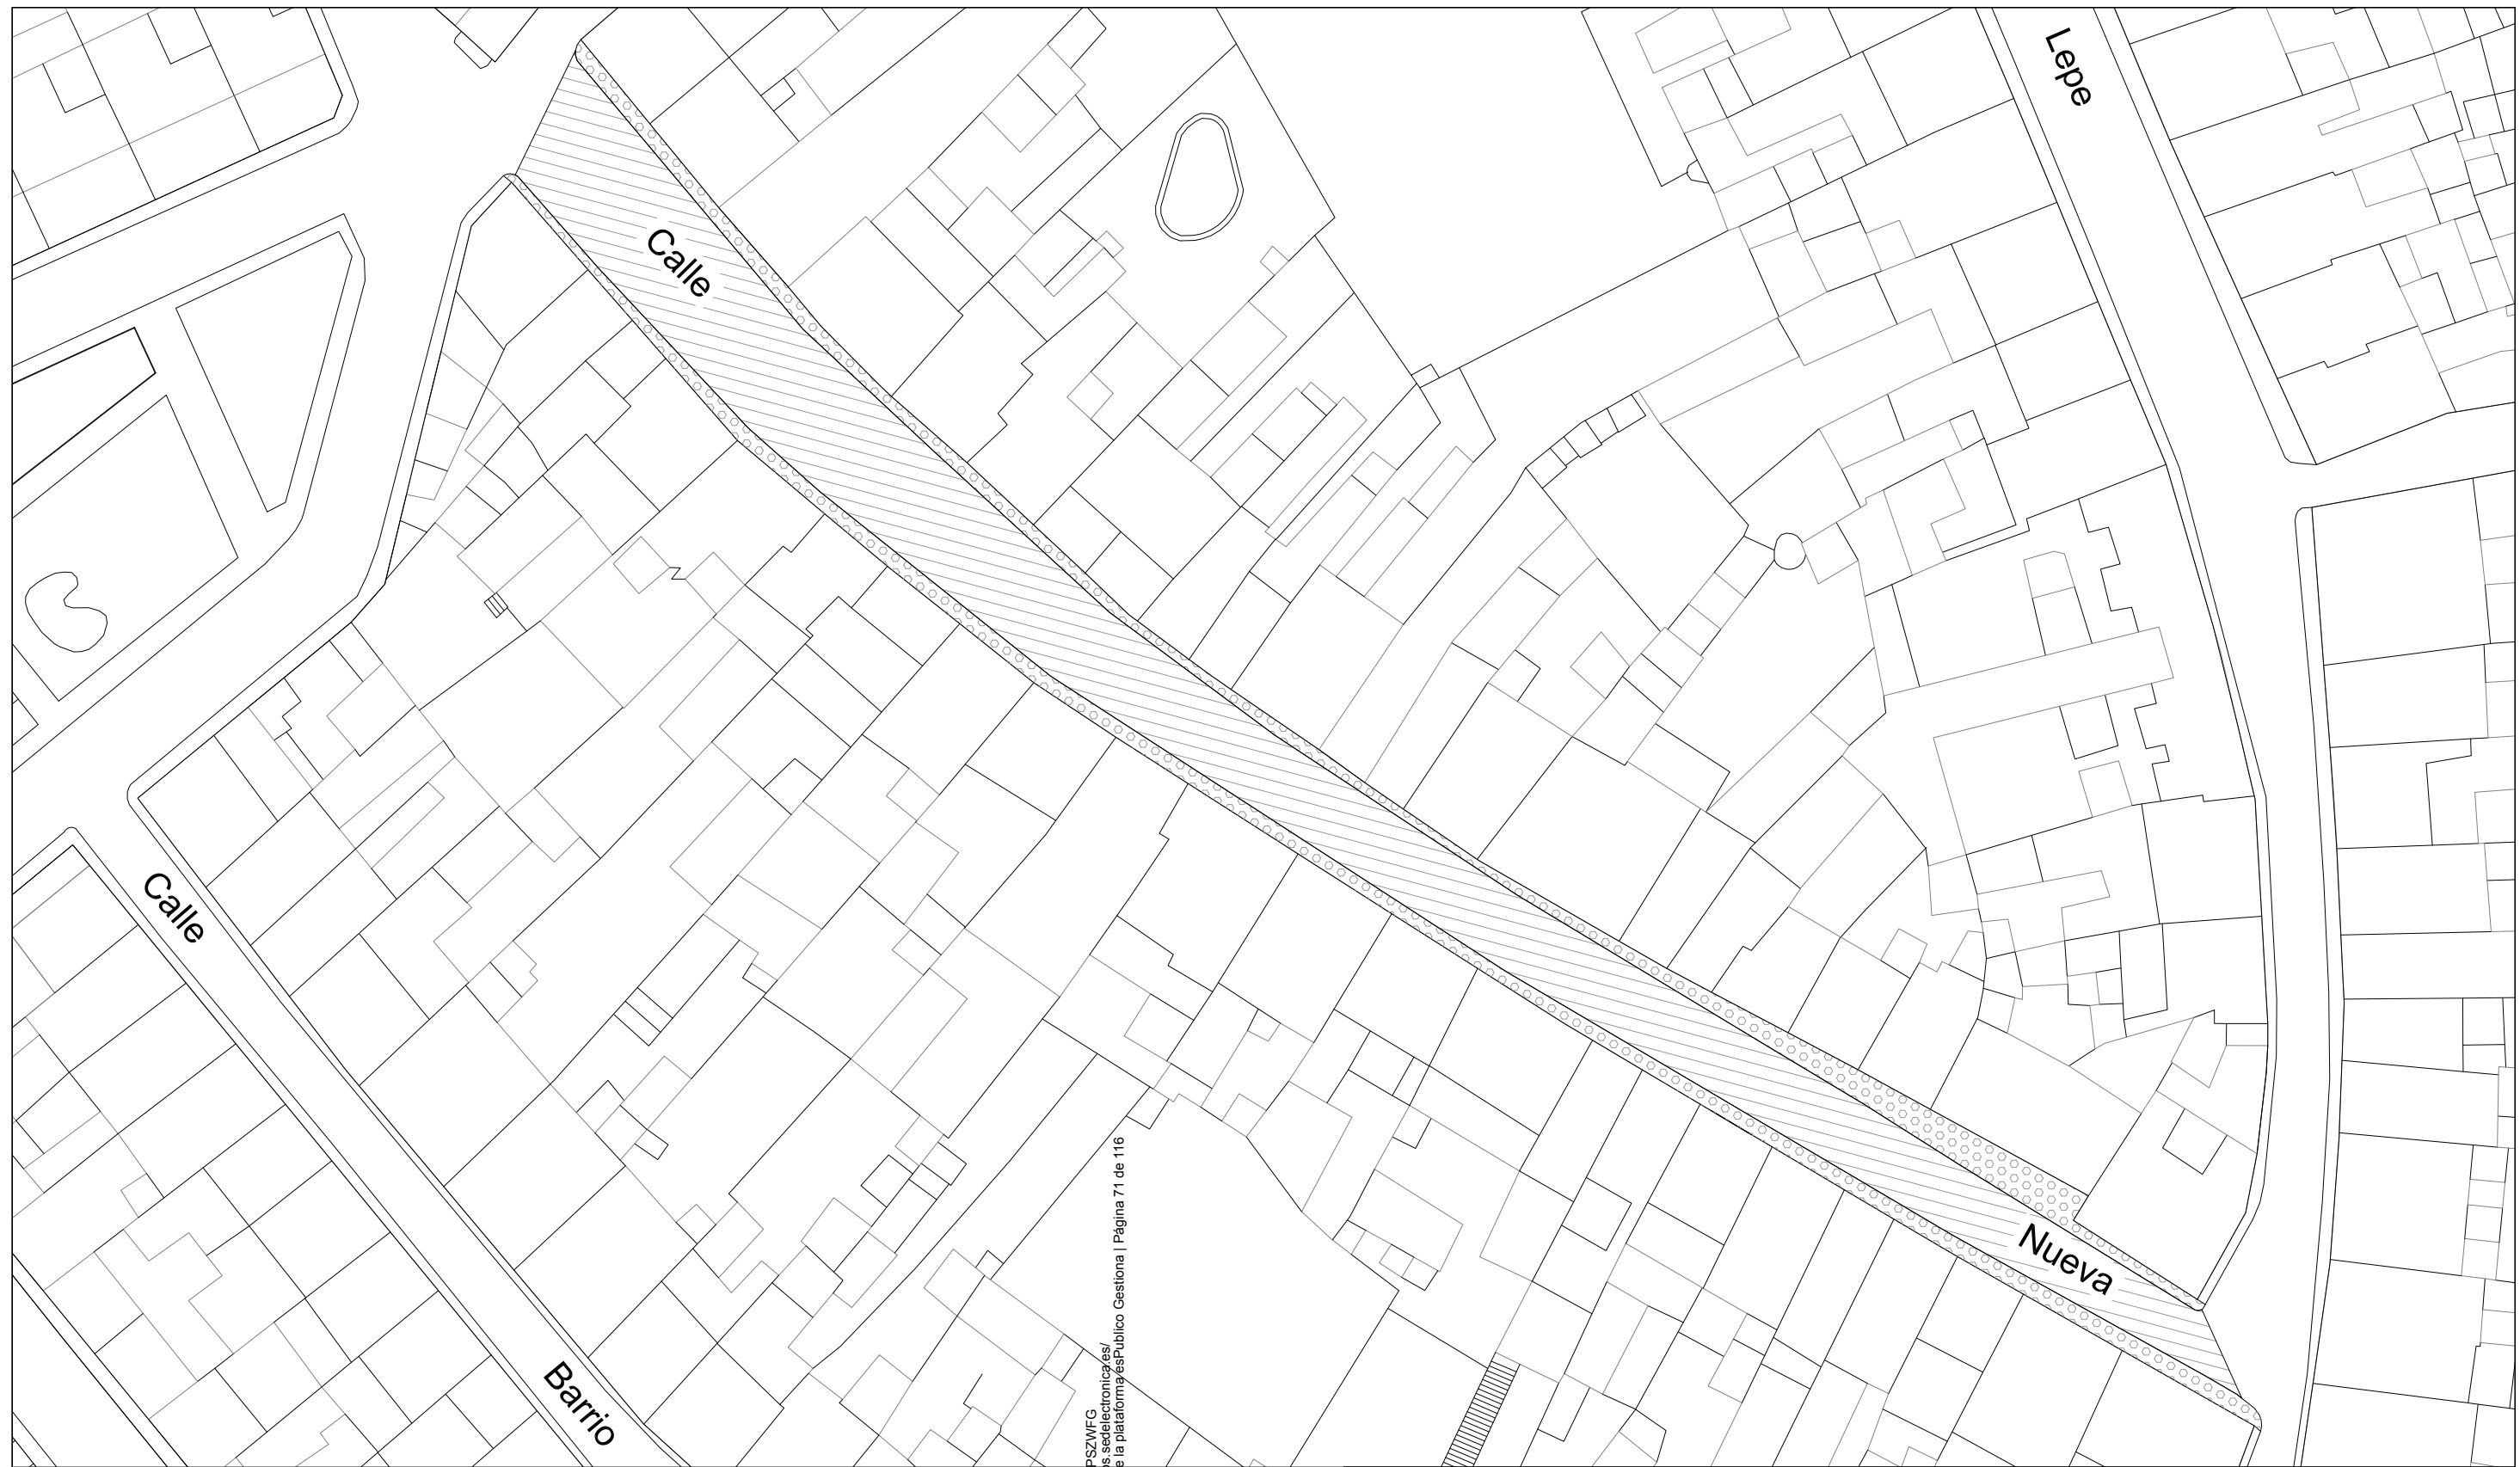 Lepe
Calle
Calle
Nueva
Barrio
PSZWFG
s.sedelectronica.es/
e la plataforma esPublico Gestiona | Página 71 de 116